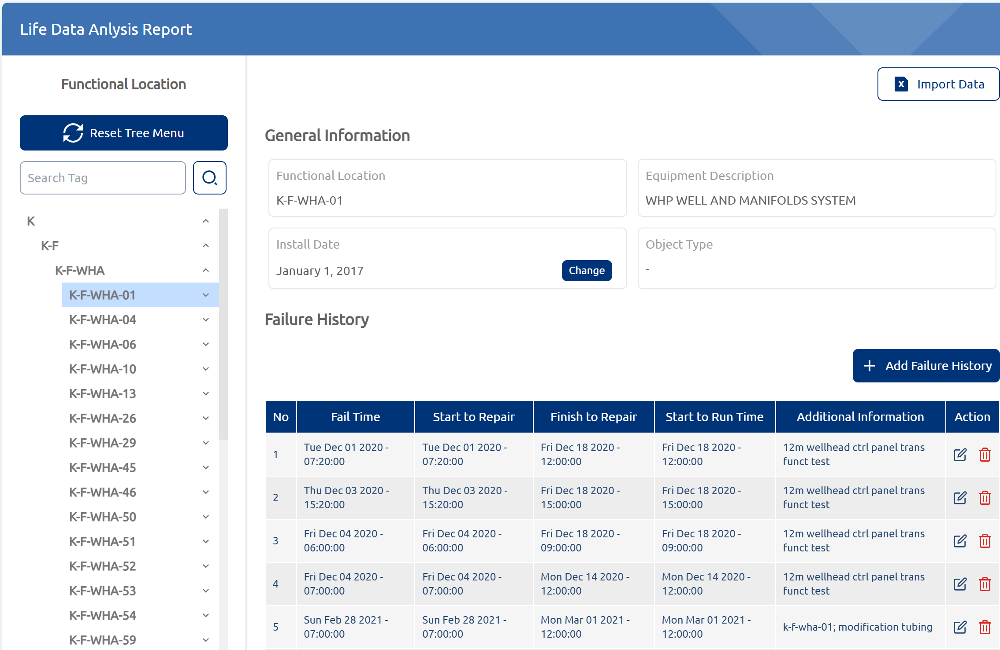 Life Data Anlysis Report
Functional Location
Reset Tree Menu
Search Tag
K
K-F
K-F-WHA
K-F-WHA-01
K-F-WHA-04
K-F-WHA-06
K-F-WHA-10
K-F-WHA-13
K-F-WHA-26
K-F-WHA-29
K-F-WHA-45
K-F-WHA-46
K-F-WHA-50
K-F-WHA-51
K-F-WHA-52
K-F-WHA-53
K-F-WHA-54
K-F-WHA-59
X Import Data
General Information
Functional Location
K-F-WHA-01
Equipment Description
WHP WELL AND MANIFOLDS SYSTEM
Install Date
January 1, 2017
Change
Object Type
-
Failure History
+ Add Failure History
No Fail Time Start to Repair Finish to Repair Start to Run Time Additional Information Action
1 Tue Dec 01 2020 - Tue Dec 01 2020 - Fri Dec 18 2020 - Fri Dec 18 2020 - 12m wellhead ctrl panel trans
07:20:00 07:20:00 12:00:00 12:00:00 funct test
2 Thu Dec 03 2020 - Thu Dec 03 2020 - Fri Dec 18 2020 - Fri Dec 18 2020 - 12m wellhead ctrl panel trans
15:20:00 15:20:00 15:00:00 15:00:00 funct test
3 Fri Dec 04 2020 - Fri Dec 04 2020 - Fri Dec 18 2020 - Fri Dec 18 2020 - 12m wellhead ctrl panel trans
06:00:00 06:00:00 09:00:00 09:00:00 funct test
4 Fri Dec 04 2020 - Fri Dec 04 2020 - Mon Dec 14 2020 - Mon Dec 14 2020 - 12m wellhead ctrl panel trans
07:00:00 07:00:00 12:00:00 12:00:00 funct test
5 Sun Feb 28 2021 - Sun Feb 28 2021 - Mon Mar 01 2021 - Mon Mar 01 2021 - k-f-wha-01; modification tubing
07:00:00 07:00:00 12:00:00 12:00:00